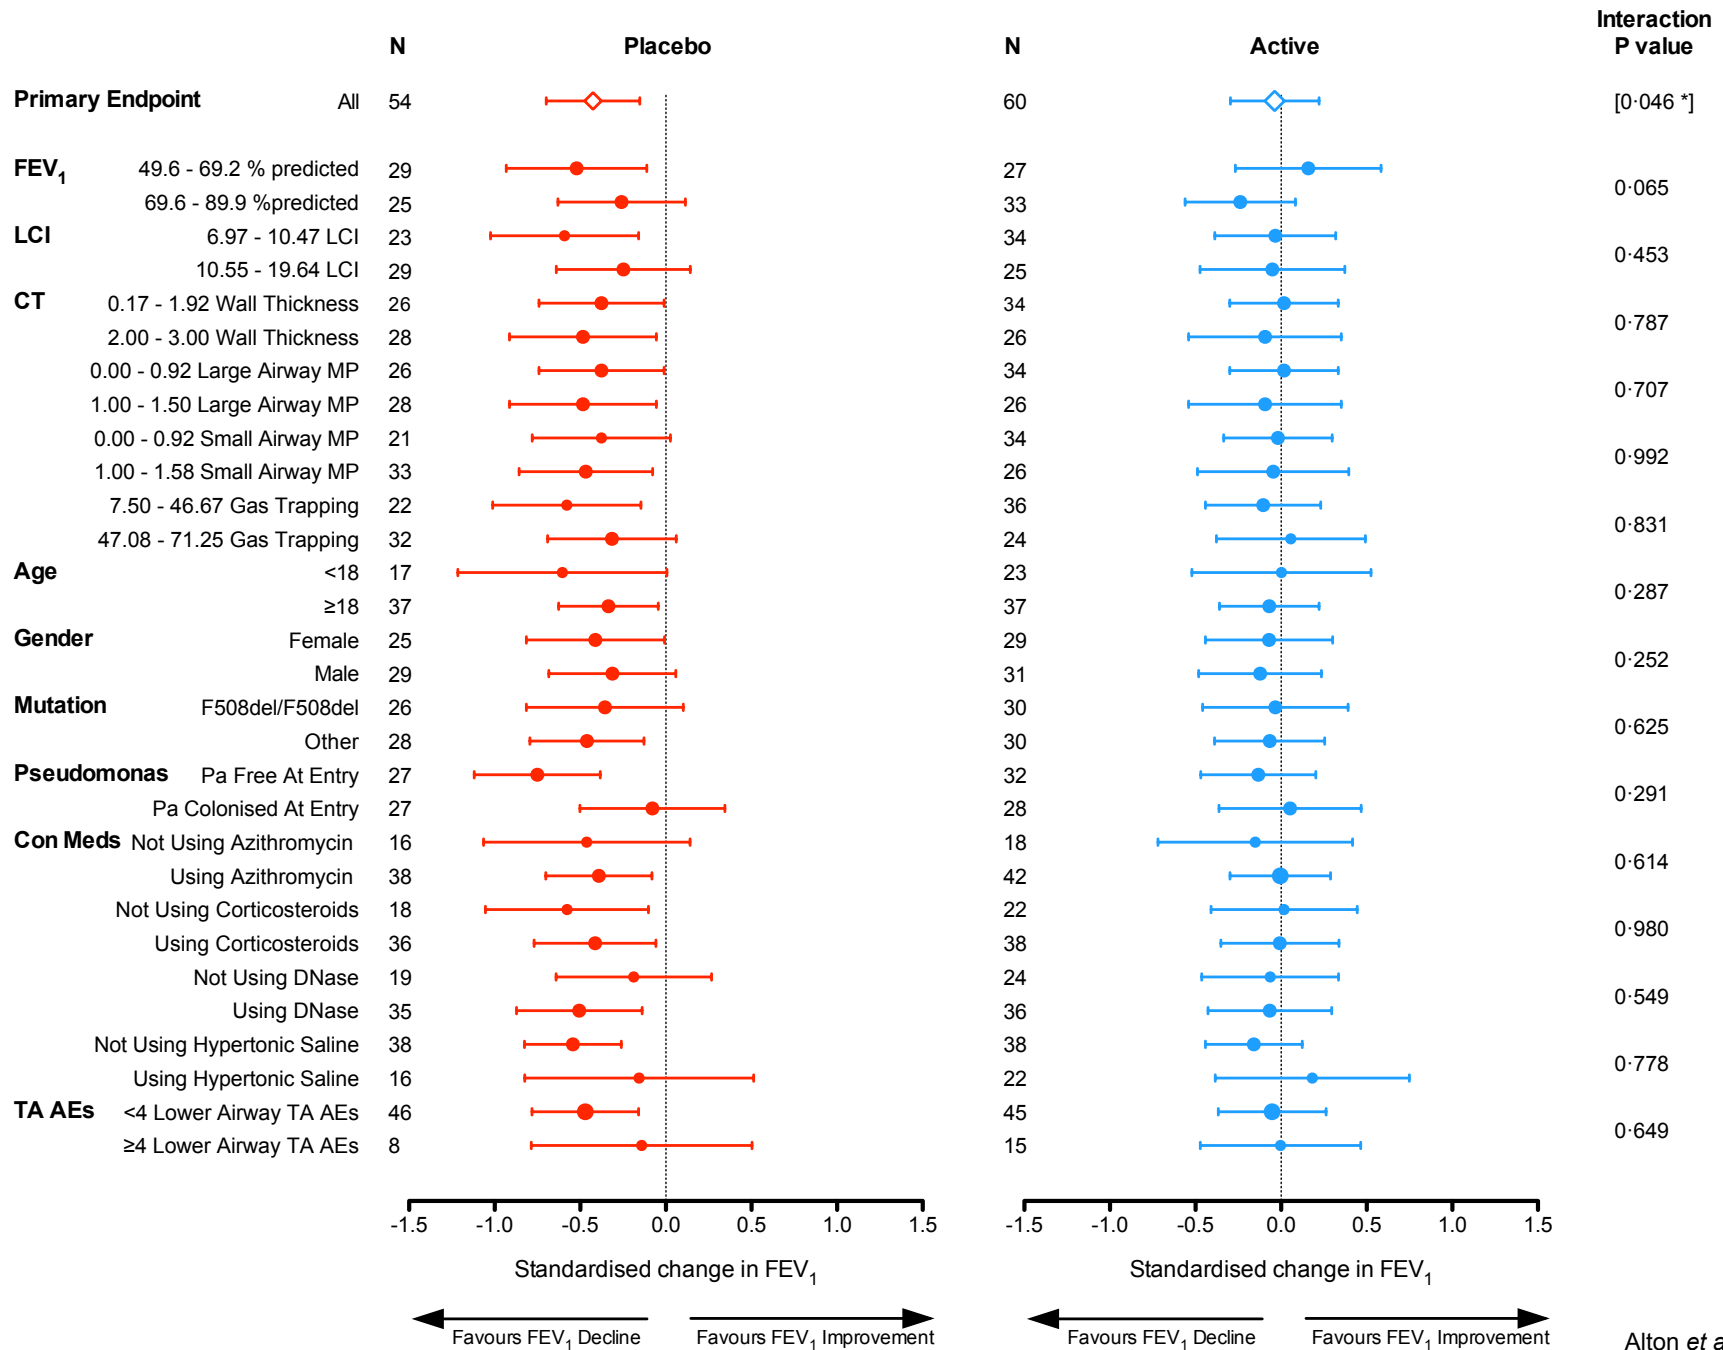 Interaction
N Placebo N Active P value
Primary Endpoint All 54 60 [0·046 *]
FEV1 49.6 - 69.2 % predicted 29 27
0·065
69.6 - 89.9 %predicted 25 33
LCI 6.97 - 10.47 LCI 23 34
0·453
10.55 - 19.64 LCI 29 25
CT 0.17 - 1.92 Wall Thickness 26 34
0·787
2.00 - 3.00 Wall Thickness 28 26
0.00 - 0.92 Large Airway MP 26 34
0·707
1.00 - 1.50 Large Airway MP 28 26
0.00 - 0.92 Small Airway MP 21 34
0·992
1.00 - 1.58 Small Airway MP 33 26
7.50 - 46.67 Gas Trapping 22 36
0·831
47.08 - 71.25 Gas Trapping 32 24
Age <18 17 23
0·287
≥18 37 37
Gender Female 25 29
0·252
Male 29 31
Mutation F508del/F508del 26 30
0·625
Other 28 30
Pseudomonas Pa Free At Entry 27 32
0·291
Pa Colonised At Entry 27 28
Con Meds Not Using Azithromycin 16 18
0·614
Using Azithromycin 38 42
Not Using Corticosteroids 18 22
0·980
Using Corticosteroids 36 38
Not Using DNase 19 24
0·549
Using DNase 35 36
Not Using Hypertonic Saline 38 38
0·778
Using Hypertonic Saline 16 22
TA AEs <4 Lower Airway TA AEs 46 45
0·649
≥4 Lower Airway TA AEs 8 15
-1.5 -1.0 -0.5 0.0 0.5 1.0 1.5 -1.5 -1.0 -0.5 0.0 0.5 1.0 1.5
Standardised change in FEV1 Standardised change in FEV1
Favours FEV1 Decline Favours FEV1 Improvement Favours FEV1 Decline Favours FEV1 Improvement
Alton et a